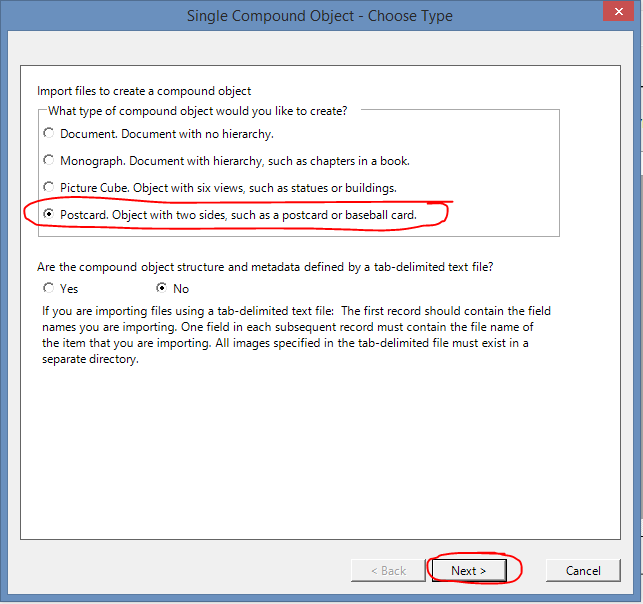 Single Compound Object - Choose Type
Import files to create a compound object
What type of compound object would you like to create?
Document. Document with no hierarchy.
Monograph. Document with hierarchy, such as chapters in a book.
Picture Cube. Object with six views, such as statues or buildings.
Postcard. Object with two sides, such as a postcard or baseball card.
Are the compound object structure and metadata defined by a tab-delimited text file?
Yes No
If you are importing files using a tab-delimited text file: The first record should contain the field
names you are importing. One field in each subsequent record must contain the file name of
the item that you are importing. All images specified in the tab-delimited file must exist in a
separate directory.
< Back Next > Cancel